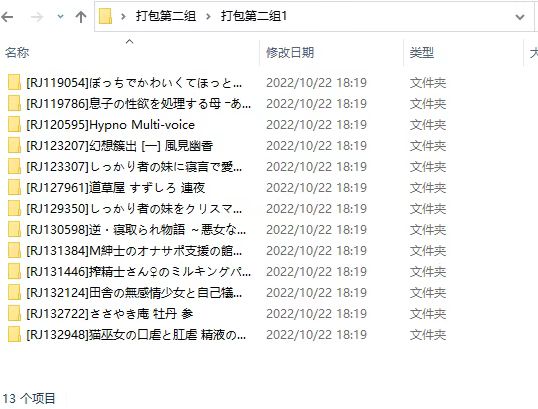 打包第二组 › 打包第二组1
名称 修改日期 类型 大
[RJ119054]ぼっちでかわいくてほっと... 2022/10/22 18:19 文件夹
[RJ119786]息子の性欲を処理する母 -あ... 2022/10/22 18:19 文件夹
[RJ120595]Hypno Multi-voice 2022/10/22 18:19 文件夹
[RJ123207]幻想簇出 [一] 風見幽香 2022/10/22 18:19 文件夹
[RJ123307]しっかり者の妹に寝言で愛... 2022/10/22 18:19 文件夹
[RJ127961]道草屋 すずしろ 連夜 2022/10/22 18:19 文件夹
[RJ129350]しっかり者の妹をクリスマ... 2022/10/22 18:19 文件夹
[RJ130598]逆・寝取られ物語 ～悪女な... 2022/10/22 18:19 文件夹
[RJ131384]M紳士のオナサポ支援の館... 2022/10/22 18:19 文件夹
[RJ131446]搾精士さん♀のミルキングバ... 2022/10/22 18:19 文件夹
[RJ132124]田舎の無感情少女と自己犠... 2022/10/22 18:19 文件夹
[RJ132722]ささやき庵 牡丹 参 2022/10/22 18:19 文件夹
[RJ132948]猫巫女の口虐と肛虐 精液の... 2022/10/22 18:19 文件夹
13 个项目